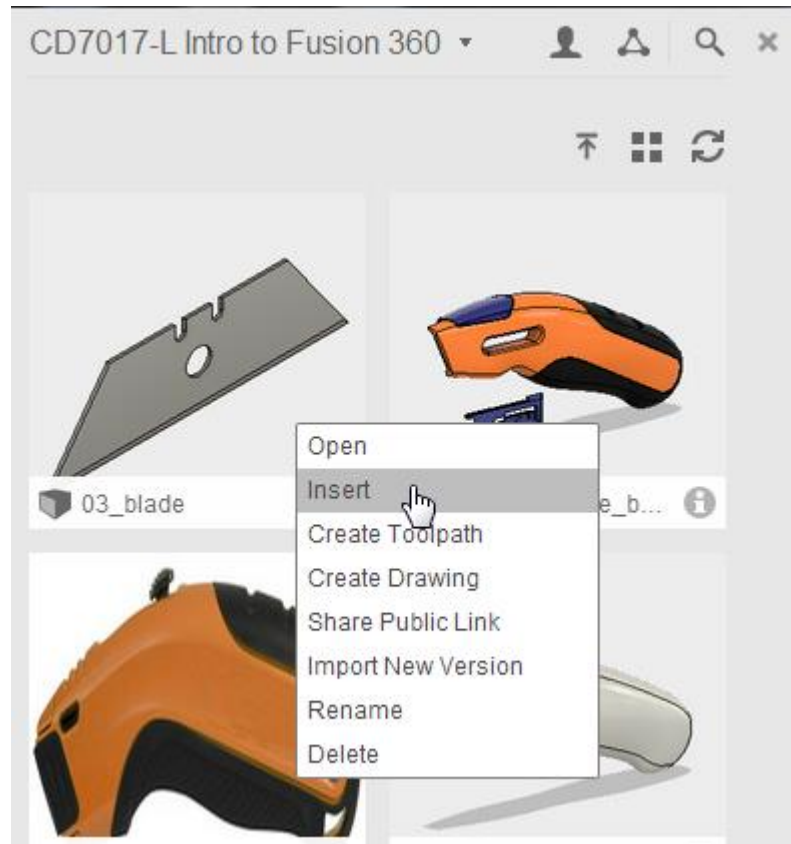 CD7017-L Intro to Fusion 360
Open
Insert
Create Toolpath
Create Drawing
Share Public Link
Import New Version
Rename
Delete
03_blade
e_b...